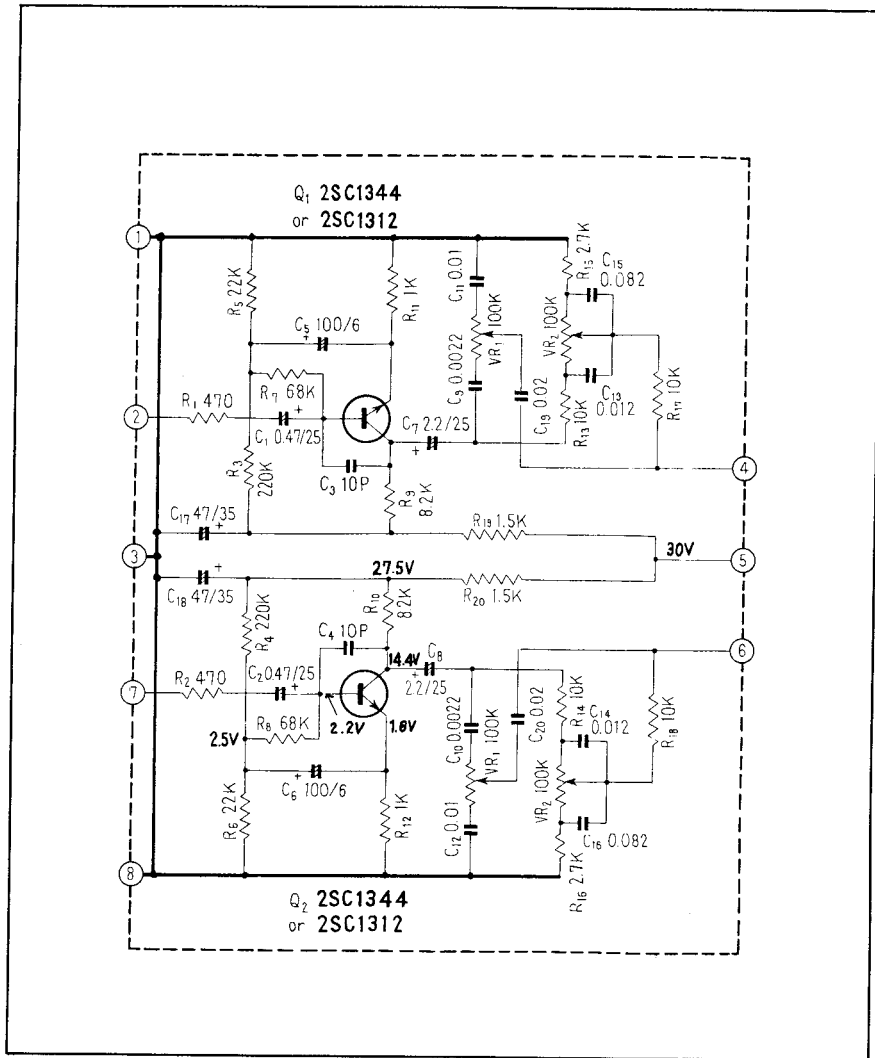 Q₁ 2SC1344
or 2SC1312
1
R₅ 22K
R₁₁ 1K
C₁₁ 0.01
R₁₅ 2.7K
C₁₅
0.082
C₅ 100/6
+
VR₁ 100K
VR₂ 100K
R₇ 68K
C₉ 0.0022
C₁₃
0.012
R₁₇ 10K
2
R₁ 470
C₁ 0.47/25
+
C₇ 2.2/25
+
C₁₉ 0.02
R₁₃ 10K
R₃
220K
C₃ 10P
R₉
8.2K
4
C₁₇ 47/35
+
R₁₉ 1.5K
3
30V
5
27.5V
C₁₈ 47/35
+
R₄ 220K
R₁₀
8.2K
R₂₀ 1.5K
C₄ 10P
14.4V
C₈
+
2.2/25
6
7
R₂ 470
C₂ 0.47/25
+
2.2V
1.6V
R₈ 68K
2.5V
C₁₀ 0.0022
VR₁ 100K
C₂₀ 0.02
R₁₄ 10K
C₁₄
0.012
R₁₈ 10K
C₆ 100/6
+
VR₂ 100K
R₆ 22K
R₁₂ 1K
C₁₂ 0.01
C₁₆ 0.082
R₁₆ 2.7K
8
Q₂ 2SC1344
or 2SC1312